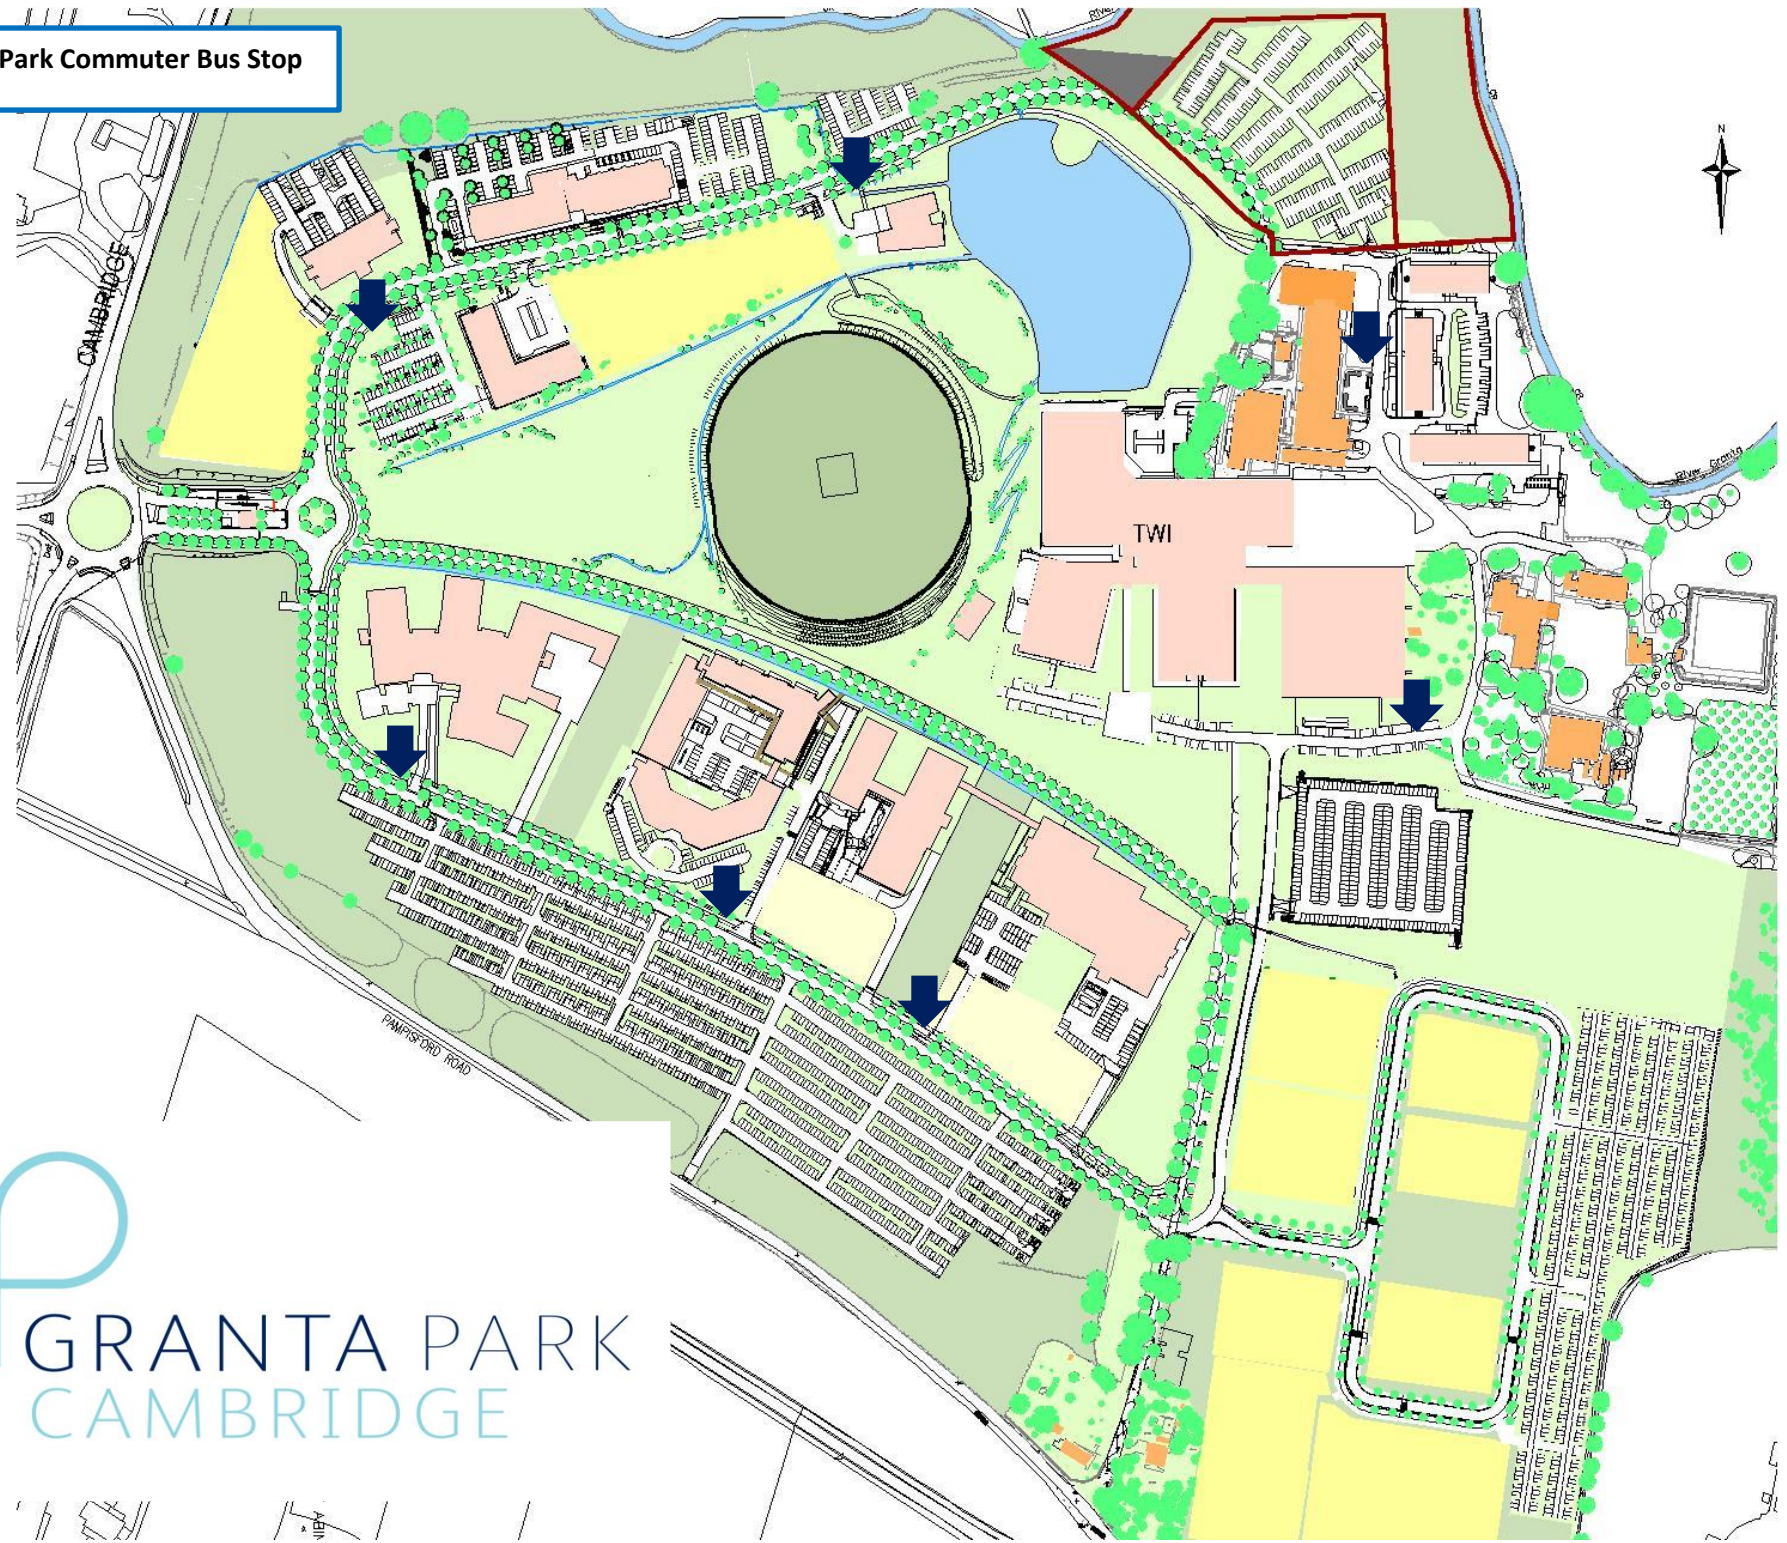 Park Commuter Bus Stop
N
CAMBRIDGE
River Granta
TWI
PAMPISFORD ROAD
GRANTA PARK
CAMBRIDGE